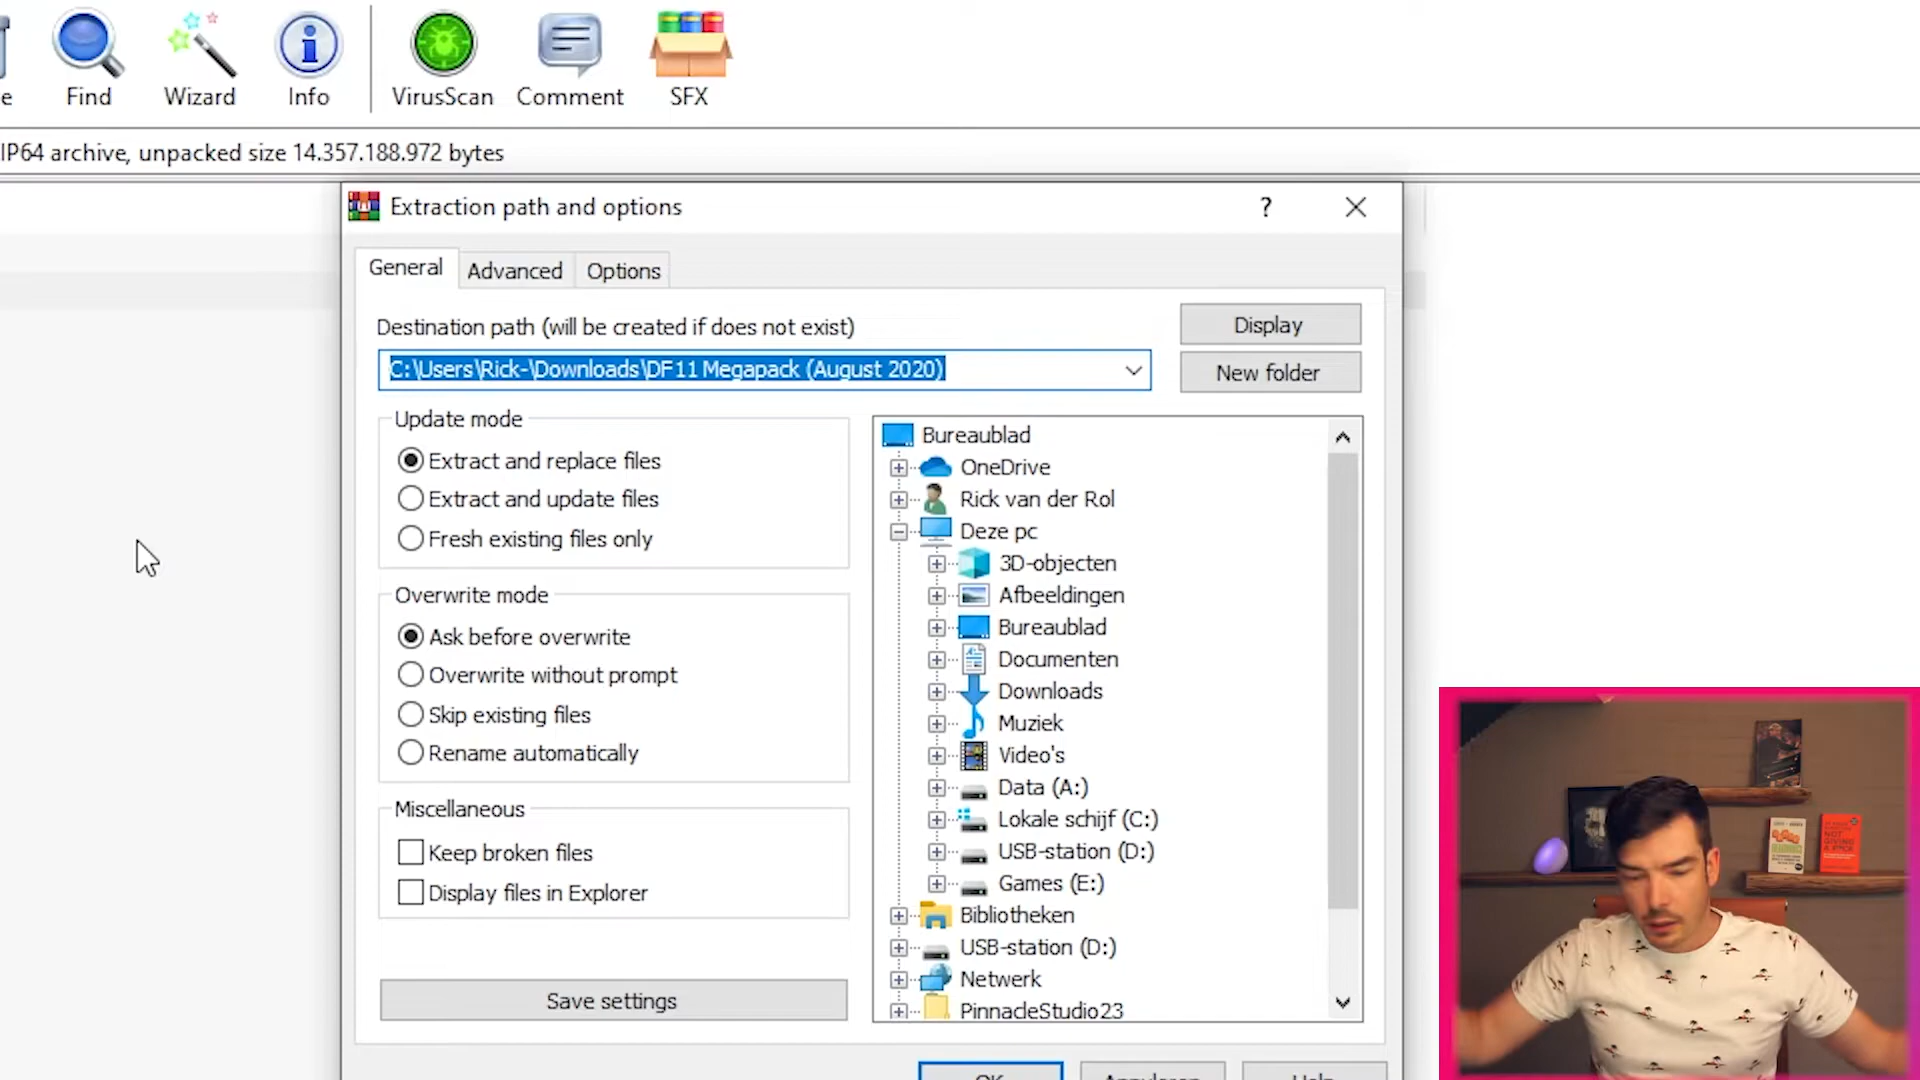 e
Find
Wizard
Info
VirusScan
Comment
SFX
IP64 archive, unpacked size 14.357.188.972 bytes
Extraction path and options
?
General
Advanced
Options
Destination path (will be created if does not exist)
Display
C:\Users\Rick-\Downloads\DF11 Megapack (August 2020)
New folder
Update mode
Extract and replace files
Extract and update files
Fresh existing files only
Overwrite mode
Ask before overwrite
Overwrite without prompt
Skip existing files
Rename automatically
Miscellaneous
Keep broken files
Display files in Explorer
Save settings
Bureaublad
OneDrive
Rick van der Rol
Deze pc
3D-objecten
Afbeeldingen
Bureaublad
Documenten
Downloads
Muziek
Video's
Data (A:)
Lokale schijf (C:)
USB-station (D:)
Games (E:)
Bibliotheken
USB-station (D:)
Netwerk
PinnacleStudio23
OK
Annuleren
Help